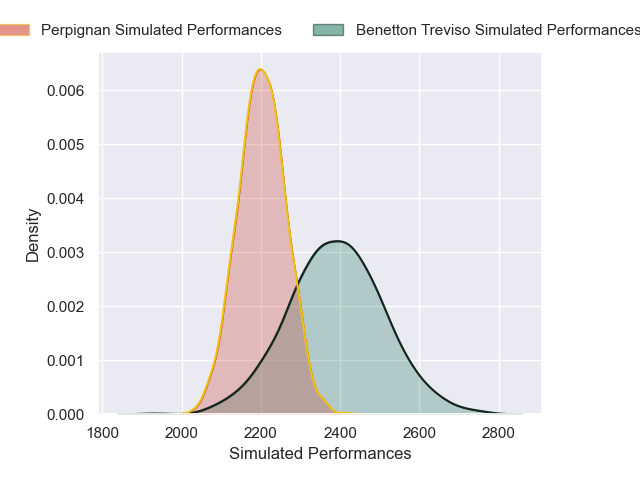 Perpignan Simulated Performances Benetton Treviso Simulated Performances
0.006
0.005
0.004
0.003
0.002
0.001
0.000
Density
1800 2000 2200 2400 2600 2800
Simulated Performances